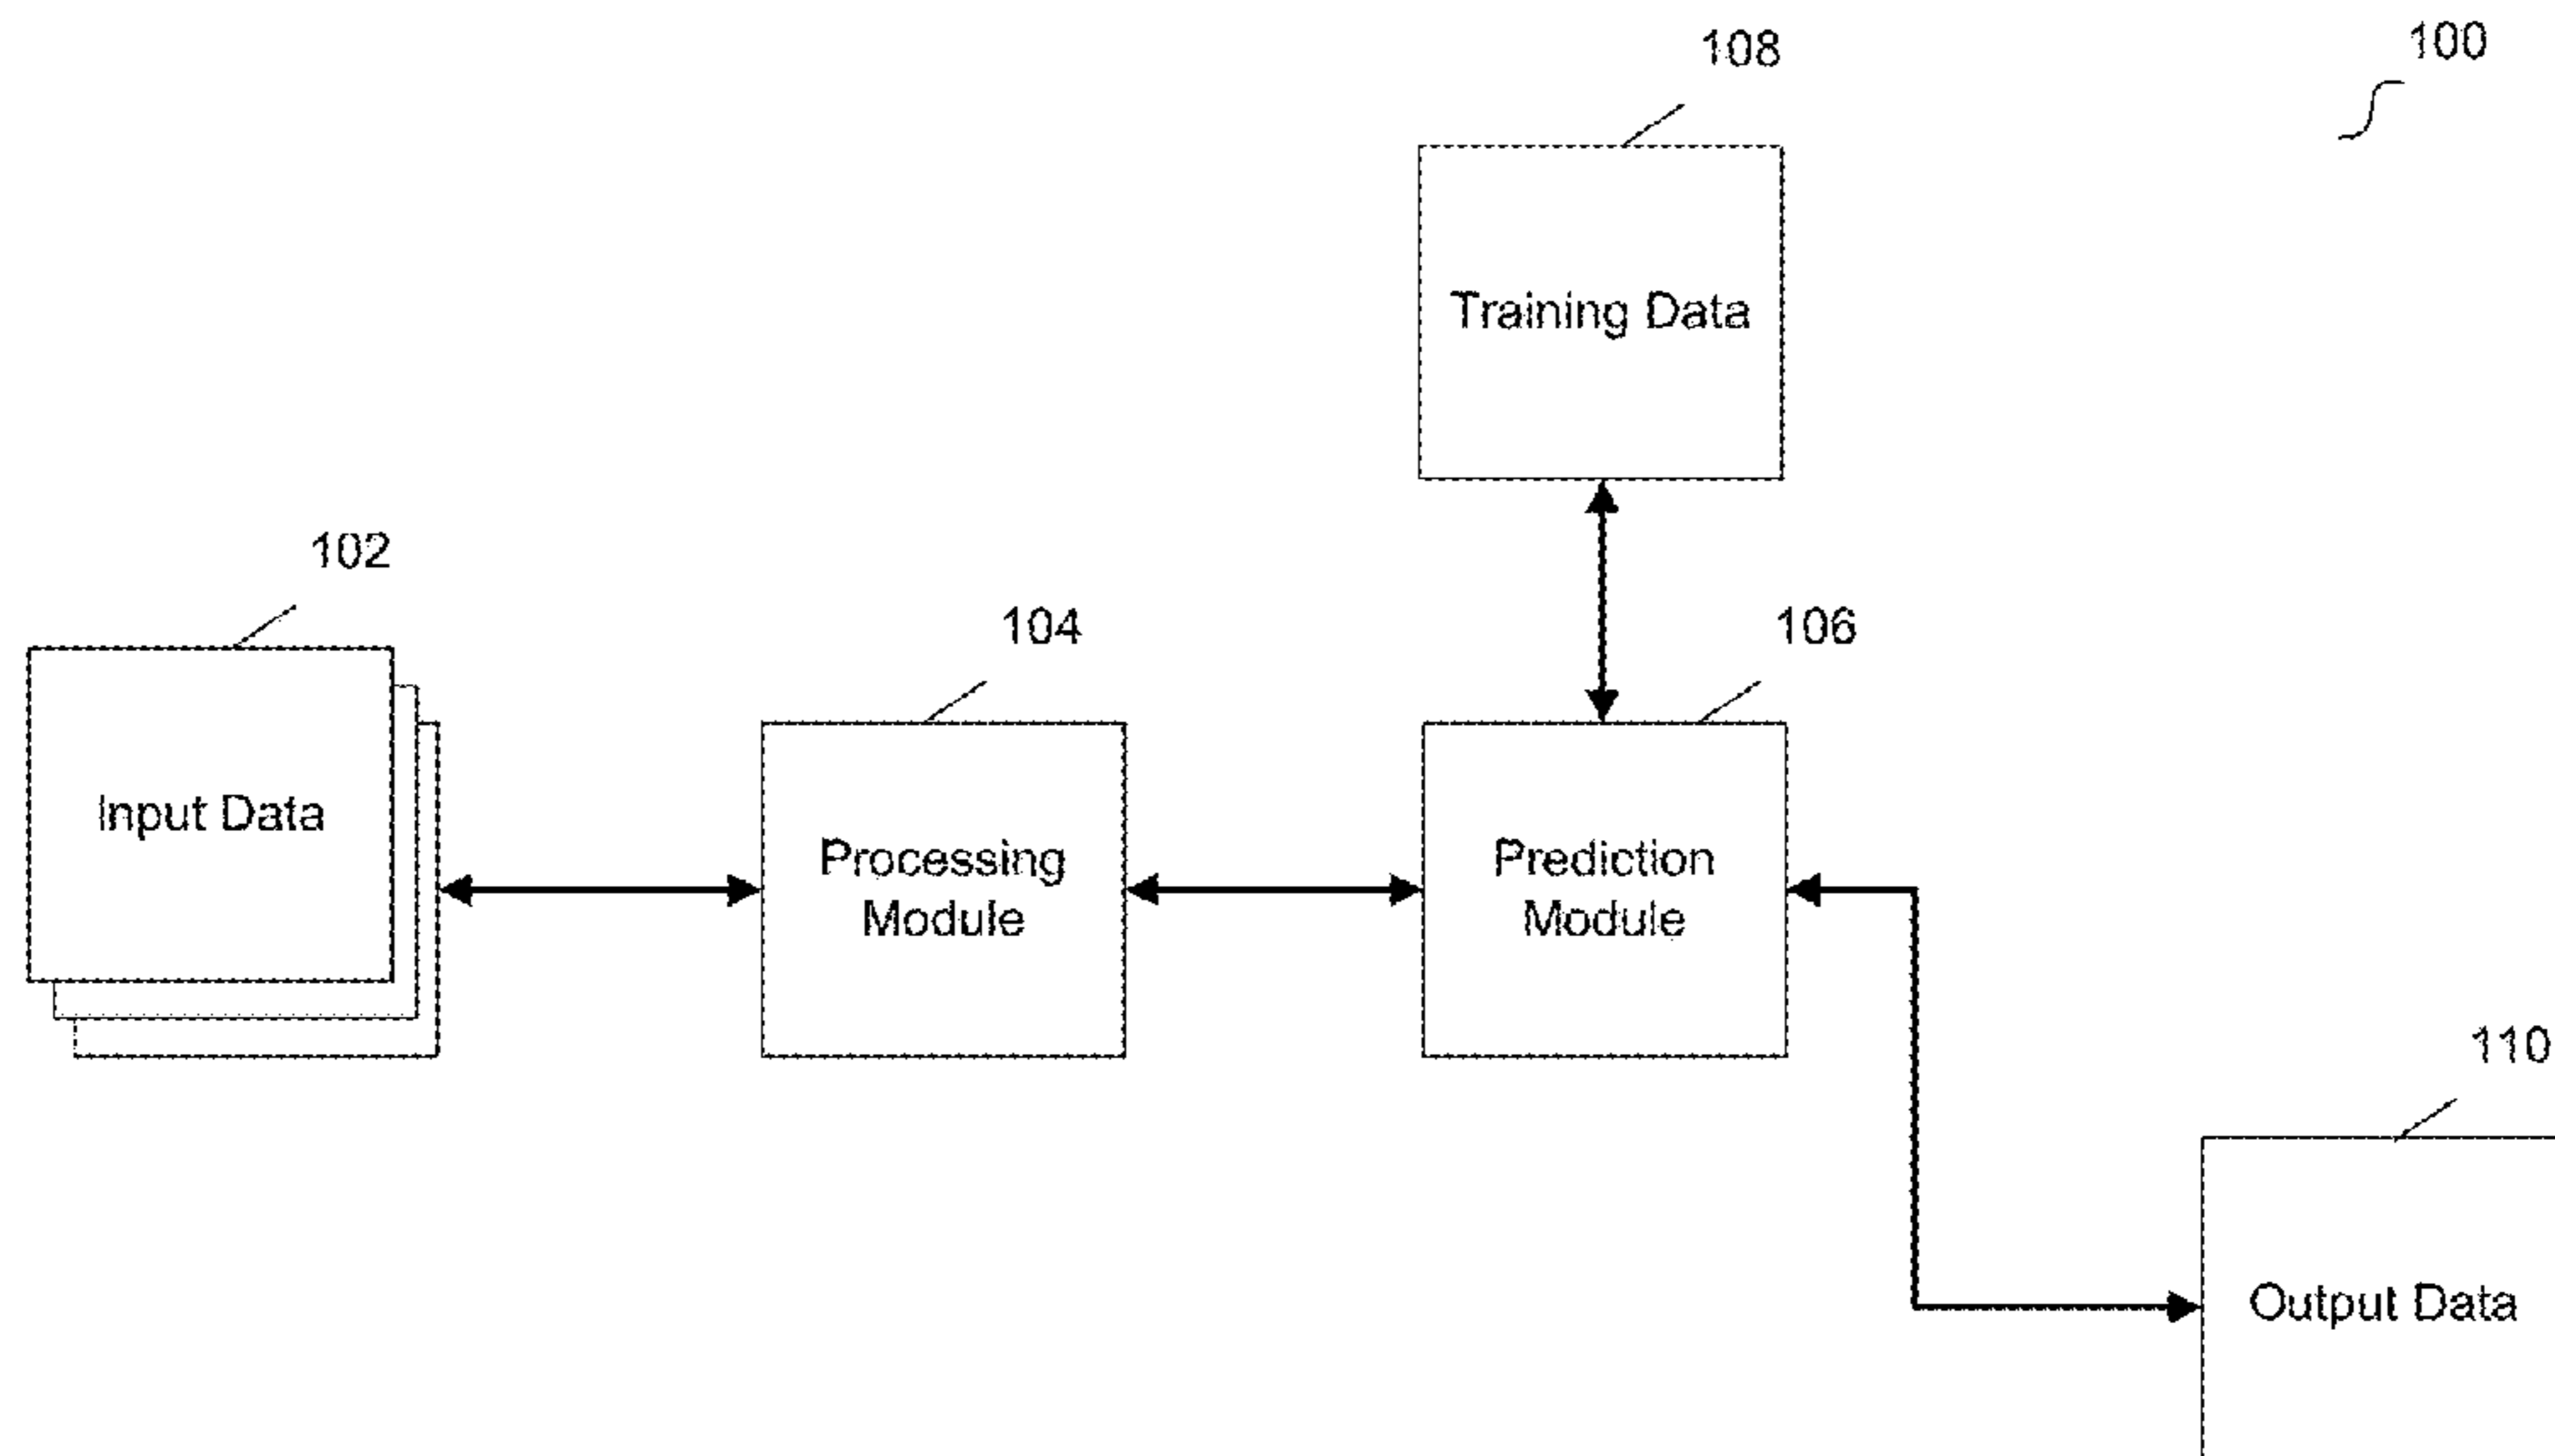 100
108
Training Data
102
104
106
Input Data
Processing
Module
Prediction
Module
110
Output Data